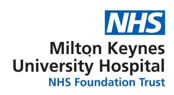 NHS
Milton Keynes
University Hospital
NHS Foundation Trust